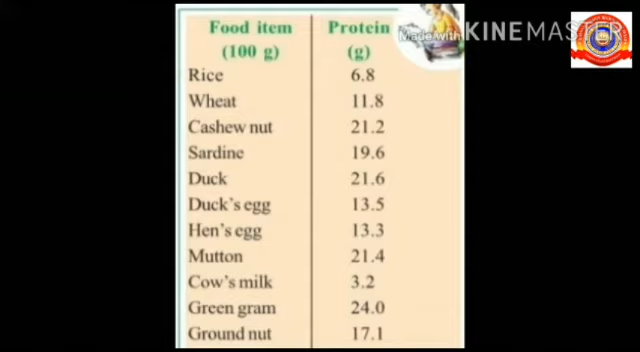 Food item Protein
(100 g) (g)
Made with KINEMASTER
Rice 6.8
Wheat 11.8
Cashew nut 21.2
Sardine 19.6
Duck 21.6
Duck's egg 13.5
Hen's egg 13.3
Mutton 21.4
Cow's milk 3.2
Green gram 24.0
Ground nut 17.1